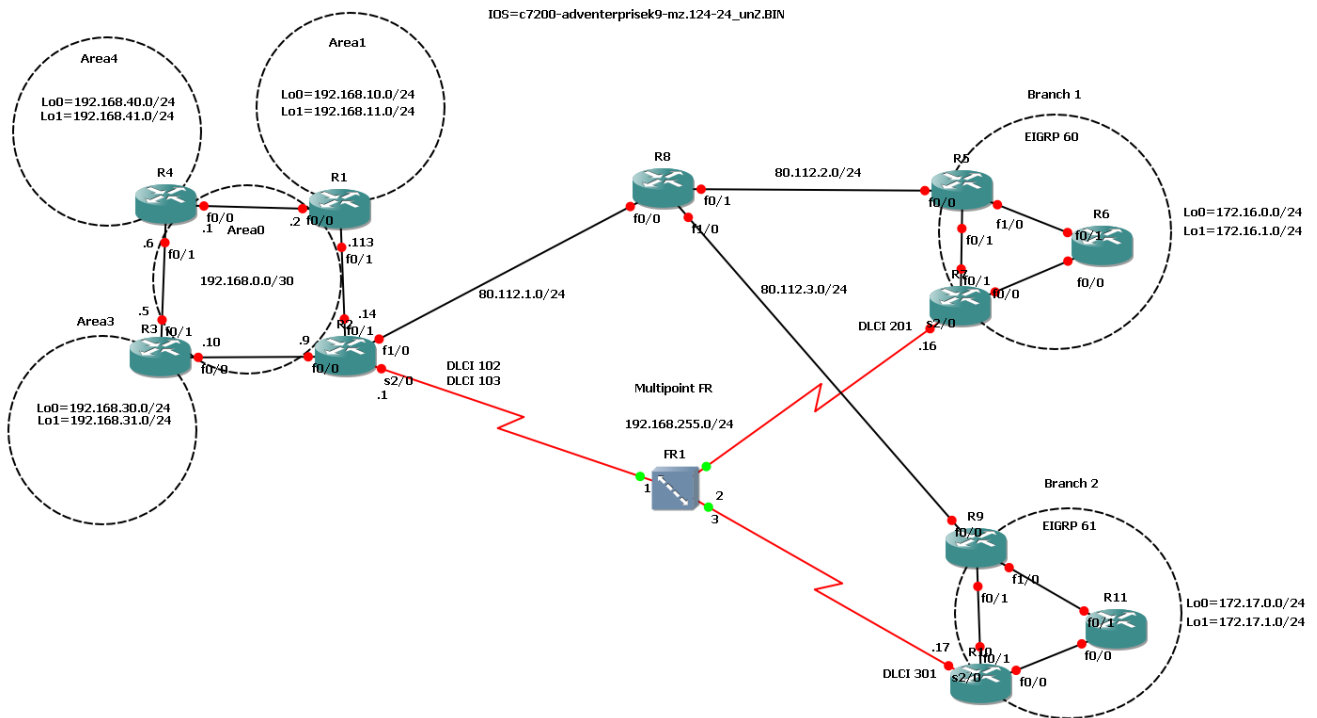 IOS=c7200-adventerprisek9-mz.124-24_unZ.BIN
Area4
Lo0=192.168.40.0/24
Lo1=192.168.41.0/24
Area1
Lo0=192.168.10.0/24
Lo1=192.168.11.0/24
R4
f0/0
.1
.6
f0/1
R1
.2
f0/0
.113
f0/1
Area0
192.168.0.0/30
Area3
.5
f0/1
R3
.10
f0/0
Lo0=192.168.30.0/24
Lo1=192.168.31.0/24
.14
f0/1
R2
.9
f0/0
f1/0
s2/0
.1
DLCI 102
DLCI 103
R8
f0/0
f0/1
f1/0
80.112.1.0/24
80.112.2.0/24
80.112.3.0/24
Multipoint FR
192.168.255.0/24
FR1
1
2
3
Branch 1
EIGRP 60
R5
f0/0
f1/0
f0/1
R6
f0/1
f0/0
Lo0=172.16.0.0/24
Lo1=172.16.1.0/24
R7
f0/1
f0/0
s2/0
DLCI 201
.16
Branch 2
EIGRP 61
R9
f0/0
f1/0
f0/1
R11
f0/1
f0/0
Lo0=172.17.0.0/24
Lo1=172.17.1.0/24
R10
f0/1
f0/0
s2/0
.17
DLCI 301